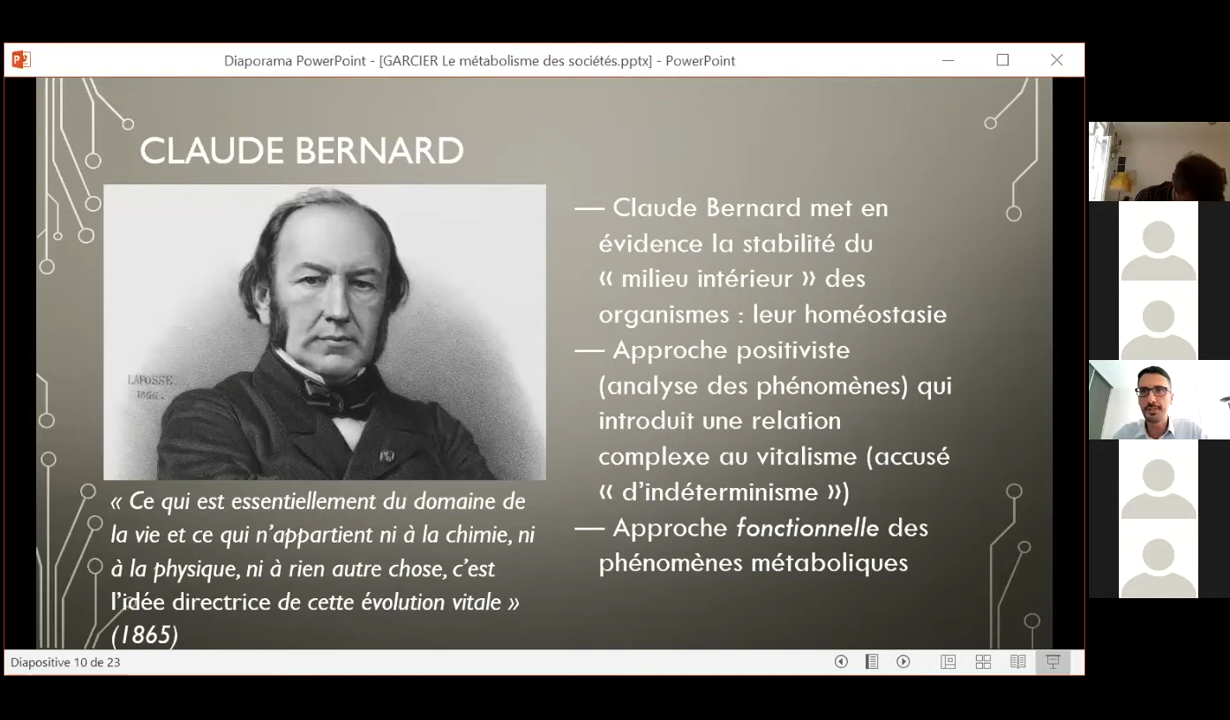 Diaporama PowerPoint - [GARCIER Le métabolisme des sociétés.pptx] - PowerPoint
CLAUDE BERNARD
LAFOSSE
1866.
« Ce qui est essentiellement du domaine de
la vie et ce qui n’appartient ni à la chimie, ni
à la physique, ni à rien autre chose, c’est
l’idée directrice de cette évolution vitale »
(1865)
— Claude Bernard met en
évidence la stabilité du
« milieu intérieur » des
organismes : leur homéostasie
— Approche positiviste
(analyse des phénomènes) qui
introduit une relation
complexe au vitalisme (accusé
« d’indéterminisme »)
— Approche fonctionnelle des
phénomènes métaboliques
Diapositive 10 de 23